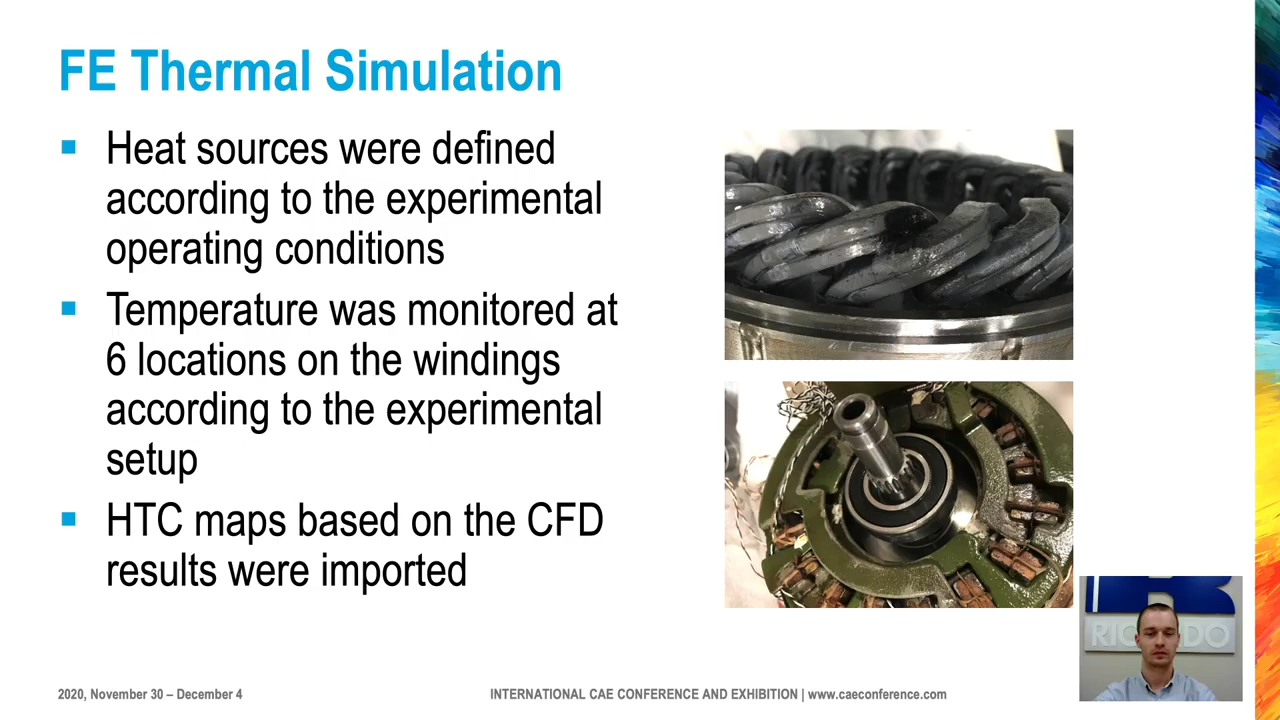 FE Thermal Simulation
▪ Heat sources were defined
according to the experimental
operating conditions
▪ Temperature was monitored at
6 locations on the windings
according to the experimental
setup
▪ HTC maps based on the CFD
results were imported
RICARDO
2020, November 30 – December 4
INTERNATIONAL CAE CONFERENCE AND EXHIBITION | www.caeconference.com